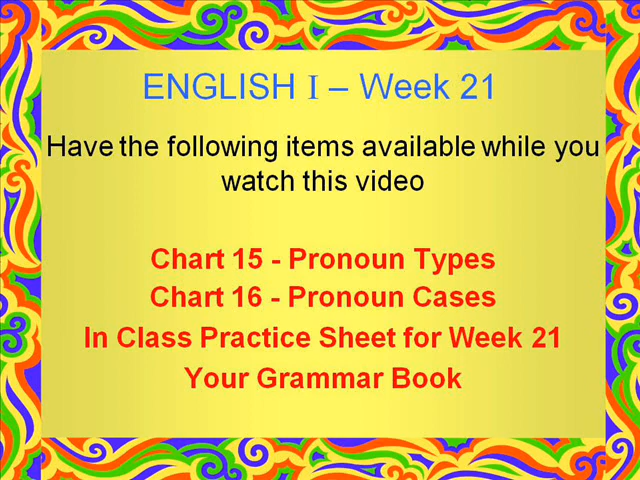 ENGLISH I – Week 21
Have the following items available while you
watch this video
Chart 15 - Pronoun Types
Chart 16 - Pronoun Cases
In Class Practice Sheet for Week 21
Your Grammar Book